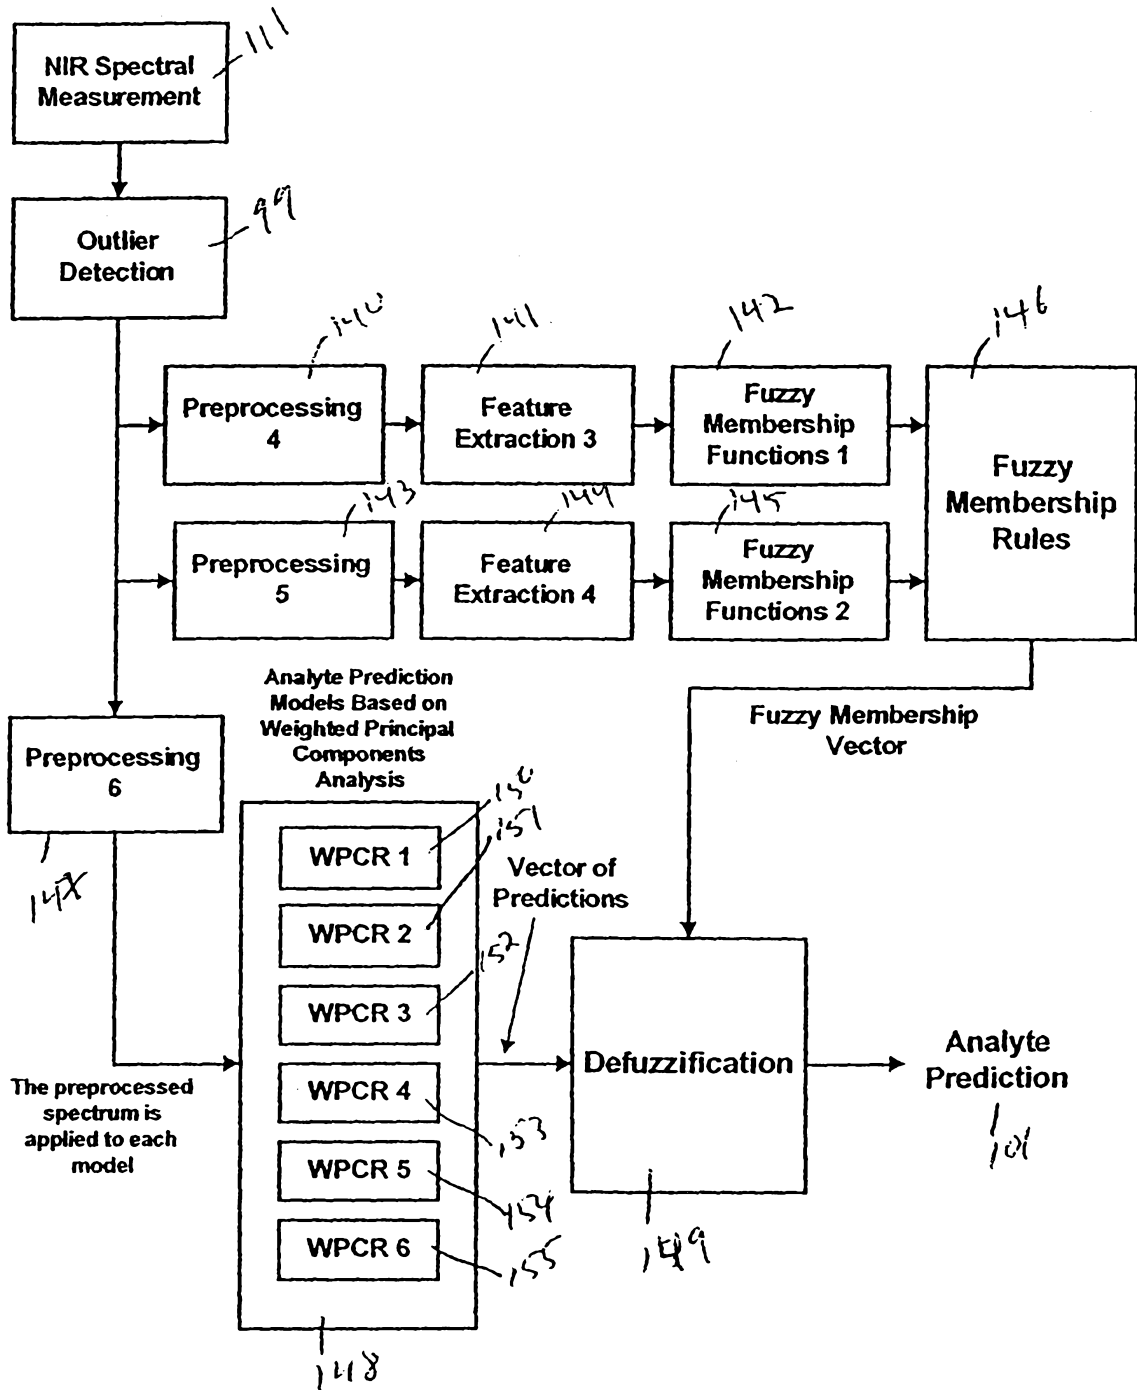 NIR Spectral
Measurement
111
Outlier
Detection
99
Preprocessing
4
140
Feature
Extraction 3
141
Fuzzy
Membership
Functions 1
142
Fuzzy
Membership
Rules
146
Preprocessing
5
143
Feature
Extraction 4
144
Fuzzy
Membership
Functions 2
145
Analyte Prediction
Models Based on
Weighted Principal
Components
Analysis
Fuzzy Membership
Vector
Preprocessing
6
147
WPCR 1
150
WPCR 2
151
WPCR 3
152
WPCR 4
153
WPCR 5
154
WPCR 6
155
148
Vector of
Predictions
Defuzzification
149
Analyte
Prediction
101
The preprocessed
spectrum is
applied to each
model